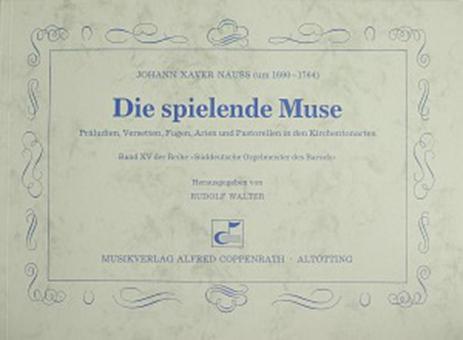 JOHANN XAVER NAUSS (um 1690–1764)
Die spielende Muse
Präludien, Versetten, Fugen, Arien und Pastorellen in den Kirchentonarten
Band XV der Reihe »Süddeutsche Orgelmeister des Barock«
Herausgegeben von
RUDOLF WALTER
MUSIKVERLAG ALFRED COPPENRATH · ALTÖTTING